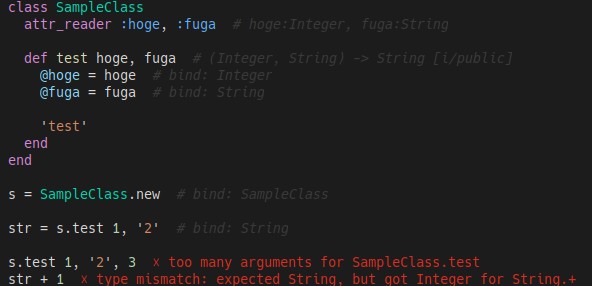 class SampleClass
attr_reader :hoge, :fuga # hoge:Integer, fuga:String
def test hoge, fuga # (Integer, String) -> String [i/public]
@hoge = hoge # bind: Integer
@fuga = fuga # bind: String
'test'
end
end
s = SampleClass.new # bind: SampleClass
str = s.test 1, '2' # bind: String
s.test 1, '2', 3 x too many arguments for SampleClass.test
str + 1 x type mismatch: expected String, but got Integer for String.+